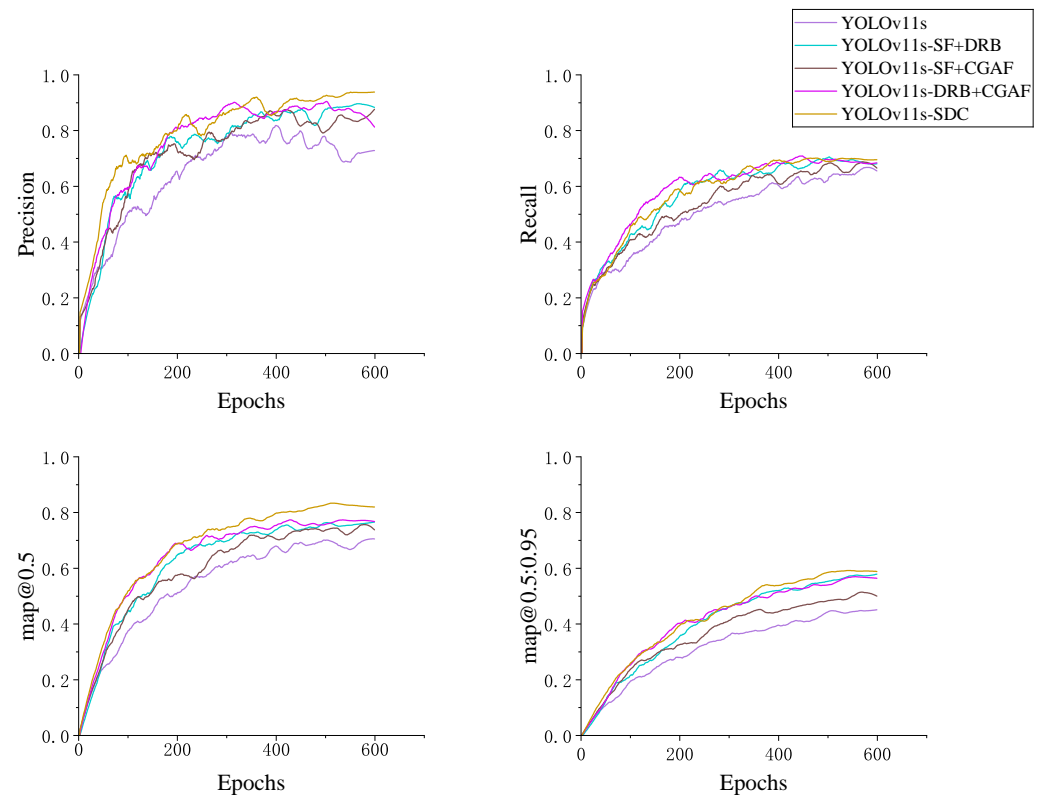 YOLOv11s
YOLOv11s-SF+DRB
YOLOv11s-SF+CGAF
YOLOv11s-DRB+CGAF
YOLOv11s-SDC
1.0
0.8
0.6
0.4
0.2
0.0
Precision
0 200 400 600
Epochs
1.0
0.8
0.6
0.4
0.2
0.0
Recall
0 200 400 600
Epochs
1.0
0.8
0.6
0.4
0.2
0.0
map@0.5
0 200 400 600
Epochs
1.0
0.8
0.6
0.4
0.2
0.0
map@0.5:0.95
0 200 400 600
Epochs